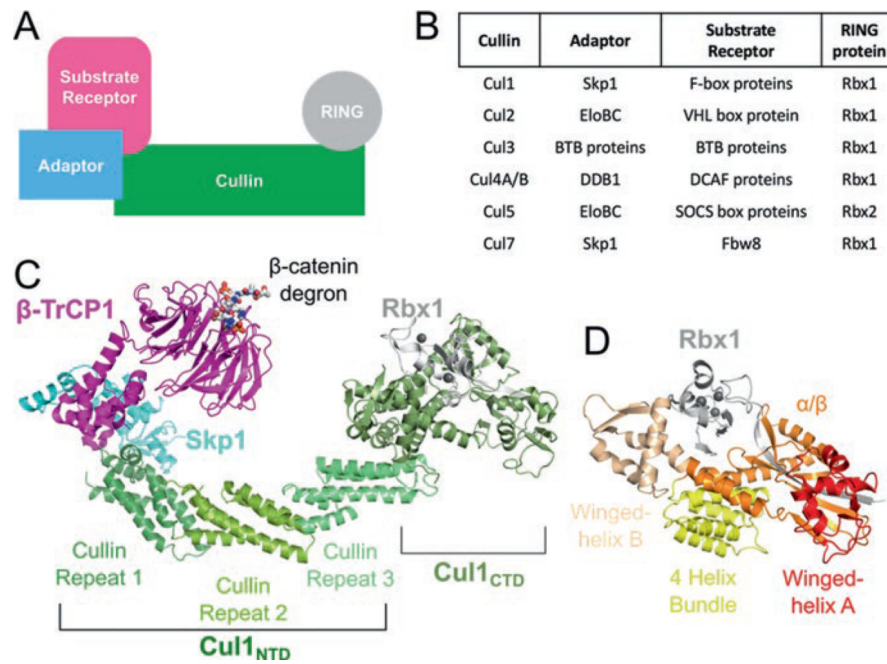 A
Substrate
Receptor
RING
Adaptor
Cullin
B
Cullin Adaptor Substrate Receptor RING protein
Cul1 Skp1 F-box proteins Rbx1
Cul2 EloBC VHL box protein Rbx1
Cul3 BTB proteins BTB proteins Rbx1
Cul4A/B DDB1 DCAF proteins Rbx1
Cul5 EloBC SOCS box proteins Rbx2
Cul7 Skp1 Fbw8 Rbx1
C
β-catenin
degron
β-TrCP1
Rbx1
Skp1
Cullin
Repeat 1
Cullin
Repeat 2
Cullin
Repeat 3
Cul1CTD
Cul1NTD
D
Rbx1
α/β
Winged-
helix B
4 Helix
Bundle
Winged-
helix A